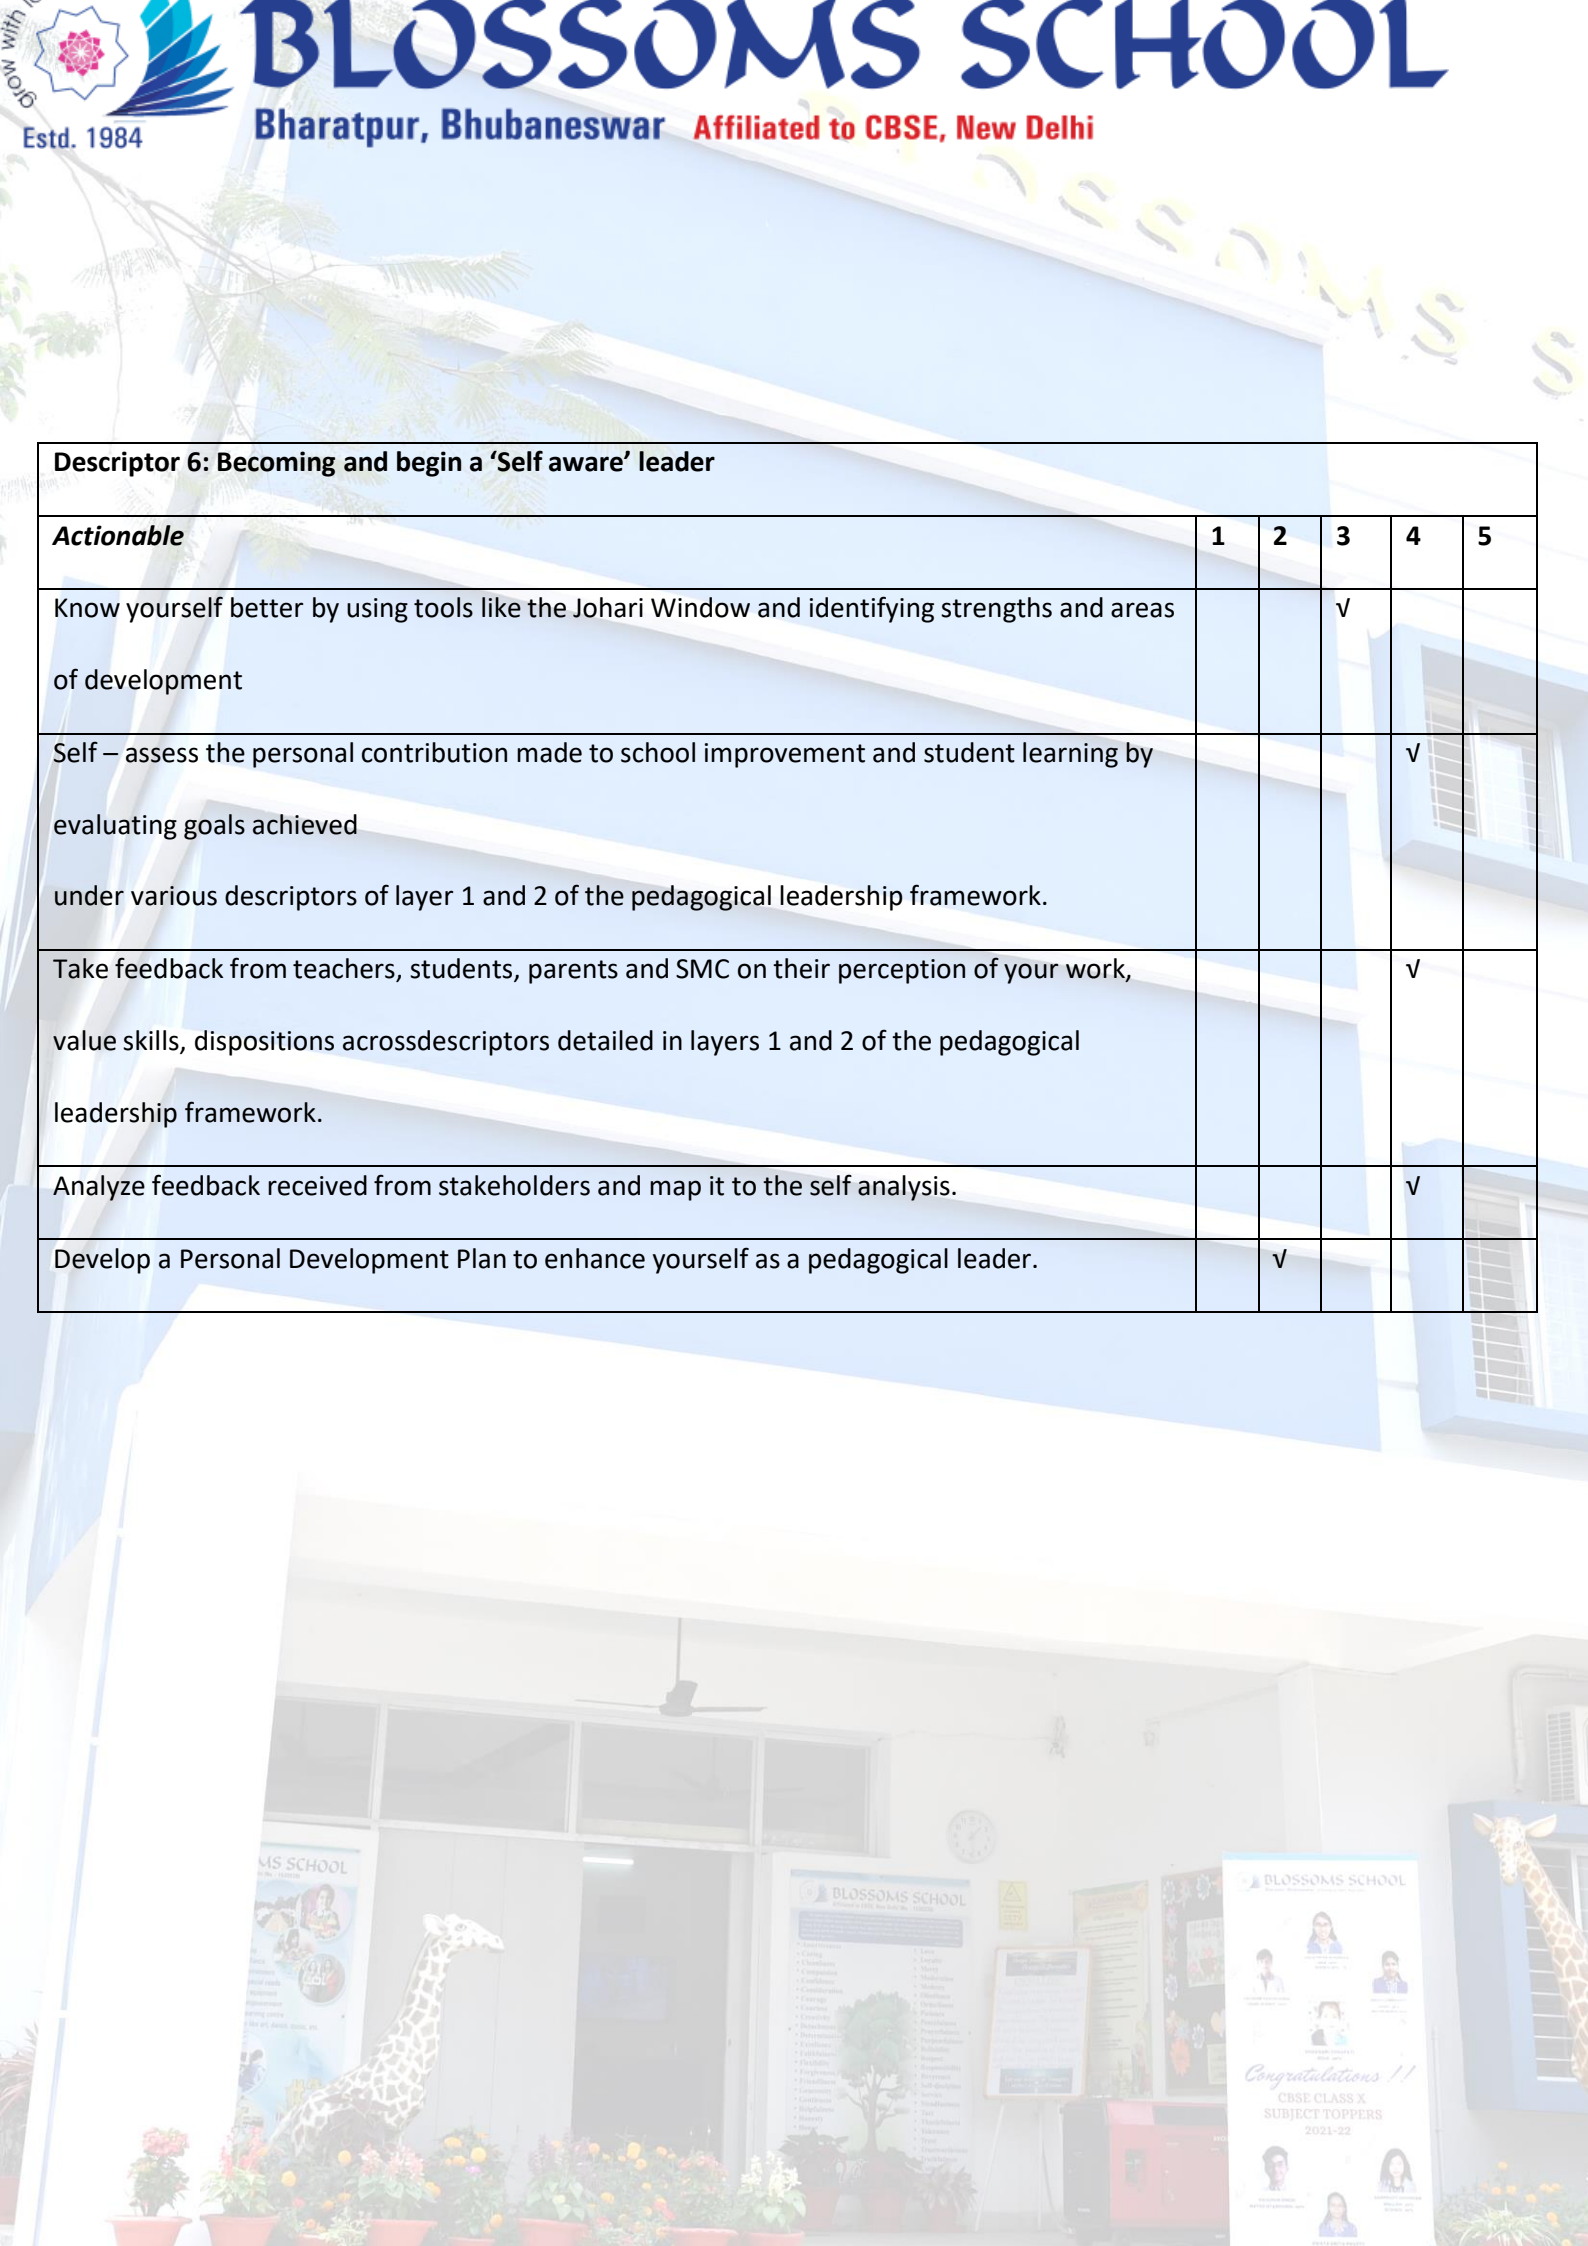 grow with
Estd. 1984
BLOSSOMS SCHOOL
Bharatpur, Bhubaneswar Affiliated to CBSE, New Delhi
BLOSSOMS S
Descriptor 6: Becoming and begin a ‘Self aware’ leader
Actionable 1 2 3 4 5
Know yourself better by using tools like the Johari Window and identifying strengths and areas √
of development
Self – assess the personal contribution made to school improvement and student learning by √
evaluating goals achieved
under various descriptors of layer 1 and 2 of the pedagogical leadership framework.
Take feedback from teachers, students, parents and SMC on their perception of your work, √
value skills, dispositions acrossdescriptors detailed in layers 1 and 2 of the pedagogical
leadership framework.
Analyze feedback received from stakeholders and map it to the self analysis. √
Develop a Personal Development Plan to enhance yourself as a pedagogical leader. √
MS SCHOOL
BLOSSOMS SCHOOL
BLOSSOMS SCHOOL
Congratulations !!
CBSE CLASS X
SUBJECT TOPPERS
2021-22